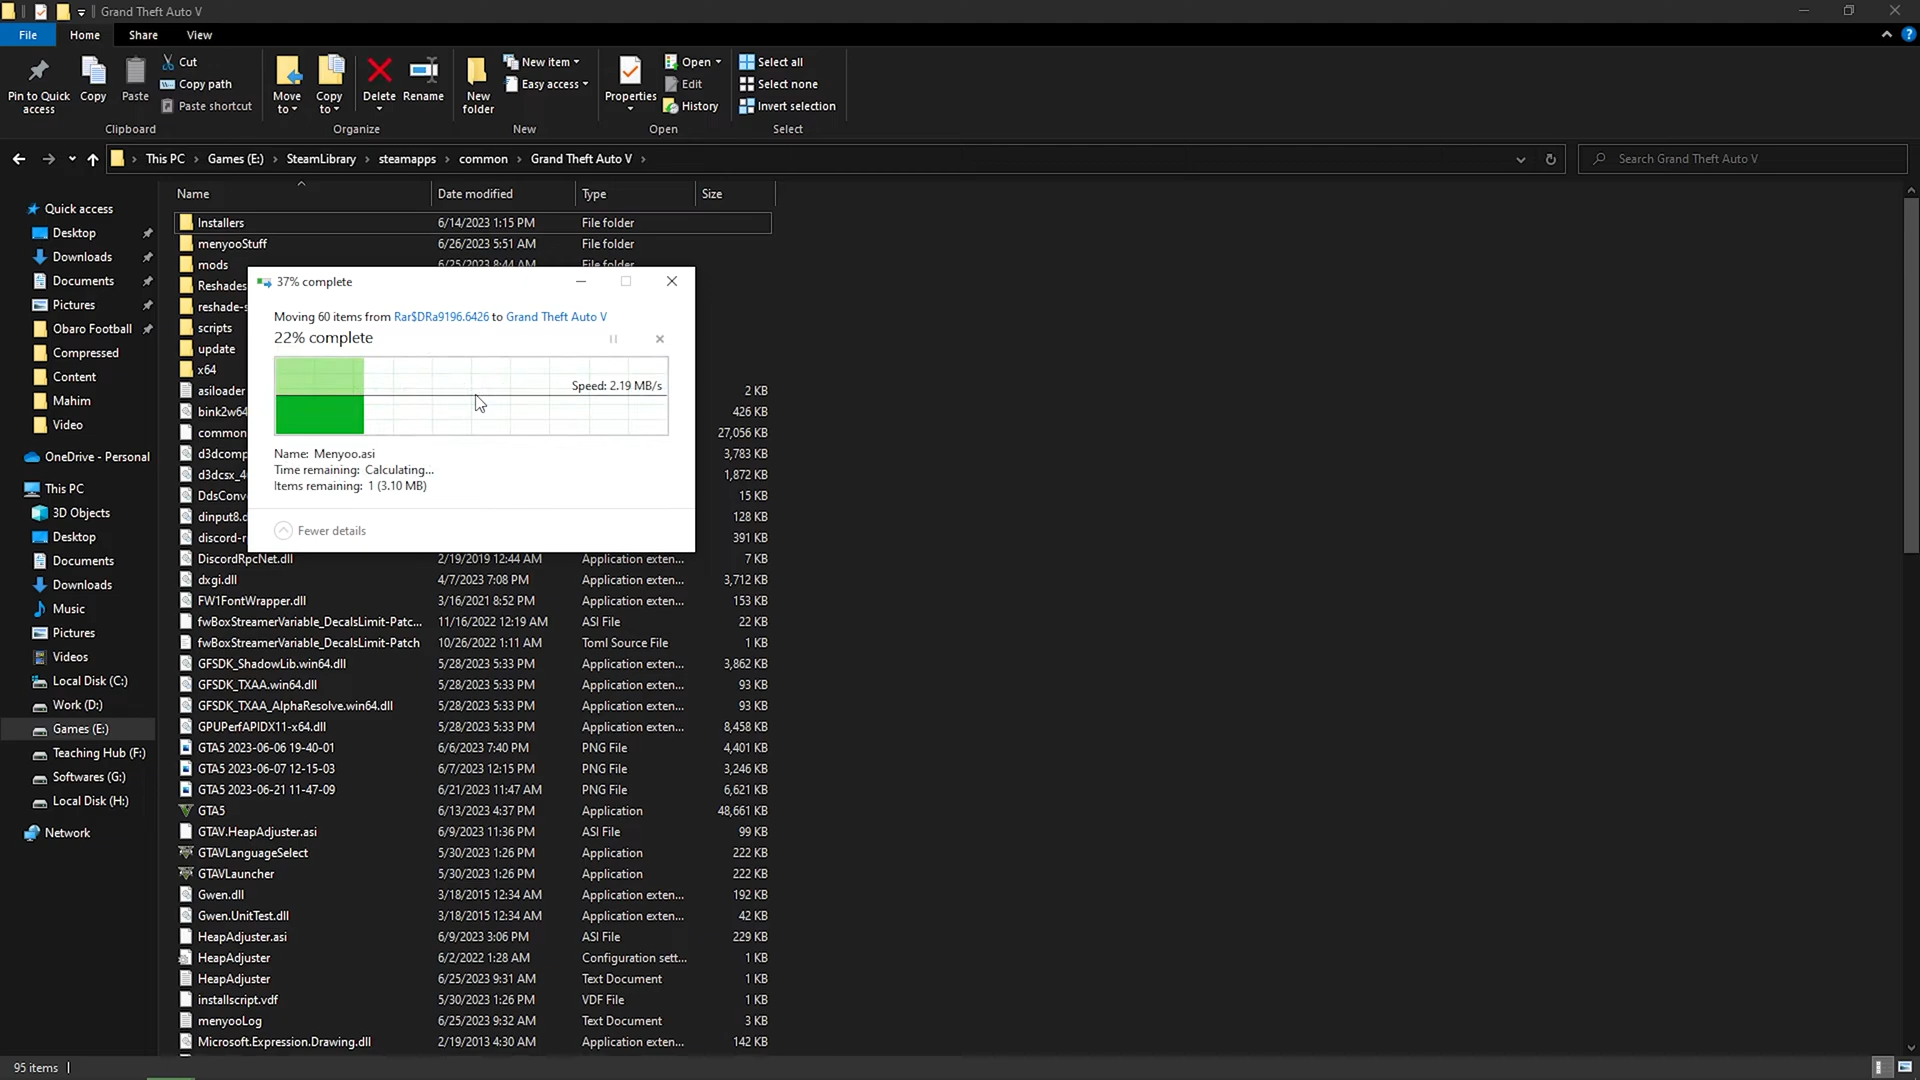 Grand Theft Auto V
File Home Share View
Pin to Quick access
Copy
Paste
Cut
Copy path
Paste shortcut
Clipboard
Move to
Copy to
Delete
Rename
Organize
New folder
New item
Easy access
New
Properties
Open
Edit
History
Open
Select all
Select none
Invert selection
Select
This PC › Games (E:) › SteamLibrary › steamapps › common › Grand Theft Auto V ›
Search Grand Theft Auto V
Quick access
Desktop
Downloads
Documents
Pictures
Obaro Football
Compressed
Content
Mahim
Video
OneDrive - Personal
This PC
3D Objects
Desktop
Documents
Downloads
Music
Pictures
Videos
Local Disk (C:)
Work (D:)
Games (E:)
Teaching Hub (F:)
Softwares (G:)
Local Disk (H:)
Network
Name Date modified Type Size
Installers 6/14/2023 1:15 PM File folder
menyooStuff 6/26/2023 5:51 AM File folder
mods 6/25/2023 8:44 AM File folder
Reshades
reshade-s
scripts
update
x64
asiloader 2 KB
bink2w64 426 KB
common 27,056 KB
d3dcomp 3,783 KB
d3dcsx_4 1,872 KB
DdsConv 15 KB
dinput8.d 128 KB
discord-r 391 KB
37% complete
Moving 60 items from Rar$DRa9196.6426 to Grand Theft Auto V
22% complete
Speed: 2.19 MB/s
Name: Menyoo.asi
Time remaining: Calculating...
Items remaining: 1 (3.10 MB)
Fewer details
DiscordRpcNet.dll 2/19/2019 12:44 AM Application exten... 7 KB
dxgi.dll 4/7/2023 7:08 PM Application exten... 3,712 KB
FW1FontWrapper.dll 3/16/2021 8:52 PM Application exten... 153 KB
fwBoxStreamerVariable_DecalsLimit-Patc... 11/16/2022 12:19 AM ASI File 22 KB
fwBoxStreamerVariable_DecalsLimit-Patch 10/26/2022 1:11 AM Toml Source File 1 KB
GFSDK_ShadowLib.win64.dll 5/28/2023 5:33 PM Application exten... 3,862 KB
GFSDK_TXAA.win64.dll 5/28/2023 5:33 PM Application exten... 93 KB
GFSDK_TXAA_AlphaResolve.win64.dll 5/28/2023 5:33 PM Application exten... 93 KB
GPUPerfAPIDX11-x64.dll 5/28/2023 5:33 PM Application exten... 8,458 KB
GTA5 2023-06-06 19-40-01 6/6/2023 7:40 PM PNG File 4,401 KB
GTA5 2023-06-07 12-15-03 6/7/2023 12:15 PM PNG File 3,246 KB
GTA5 2023-06-21 11-47-09 6/21/2023 11:47 AM PNG File 6,621 KB
GTA5 6/13/2023 4:37 PM Application 48,661 KB
GTAV.HeapAdjuster.asi 6/9/2023 11:36 PM ASI File 99 KB
GTAVLanguageSelect 5/30/2023 1:26 PM Application 222 KB
GTAVLauncher 5/30/2023 1:26 PM Application 222 KB
Gwen.dll 3/18/2015 12:34 AM Application exten... 192 KB
Gwen.UnitTest.dll 3/18/2015 12:34 AM Application exten... 42 KB
HeapAdjuster.asi 6/9/2023 3:06 PM ASI File 229 KB
HeapAdjuster 6/2/2022 1:28 AM Configuration sett... 1 KB
HeapAdjuster 6/25/2023 9:31 AM Text Document 1 KB
installscript.vdf 5/30/2023 1:26 PM VDF File 1 KB
menyooLog 6/25/2023 9:32 AM Text Document 3 KB
Microsoft.Expression.Drawing.dll 2/19/2013 4:30 AM Application exten... 142 KB
95 items